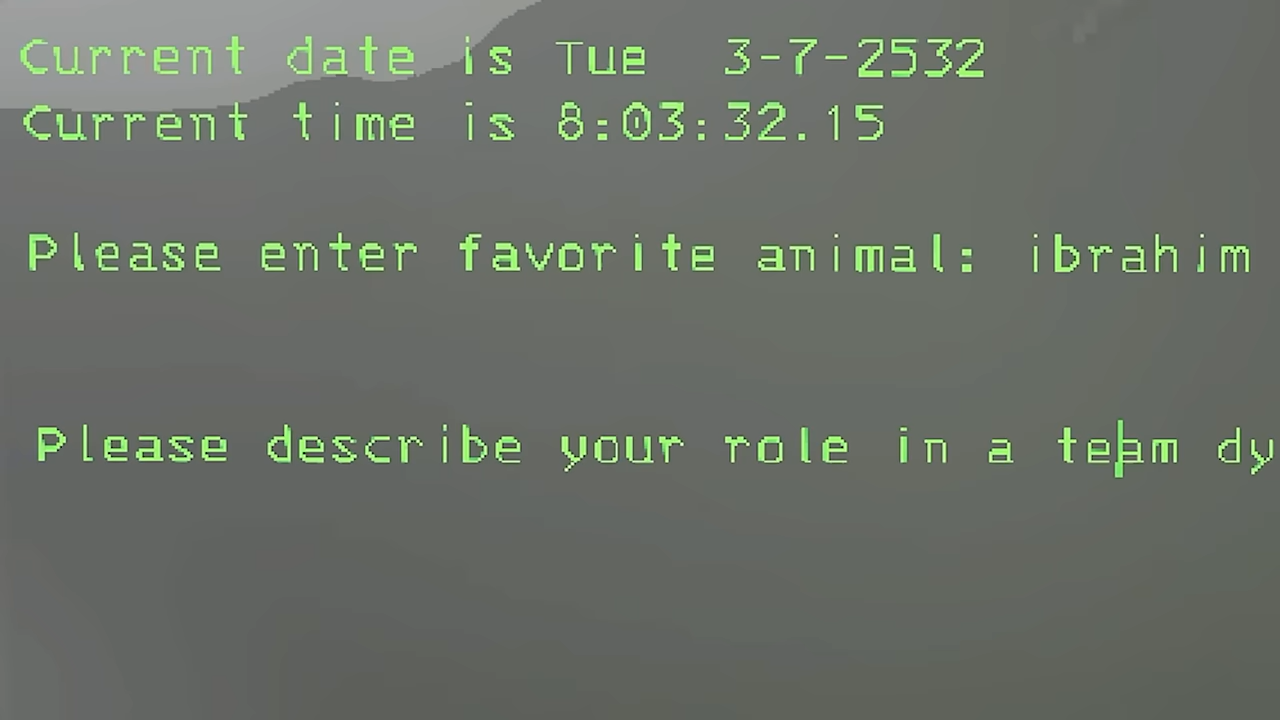 Current date is Tue  3-7-2532
Current time is 8:03:32.15
Please enter favorite animal: ibrahim
Please describe your role in a team dy